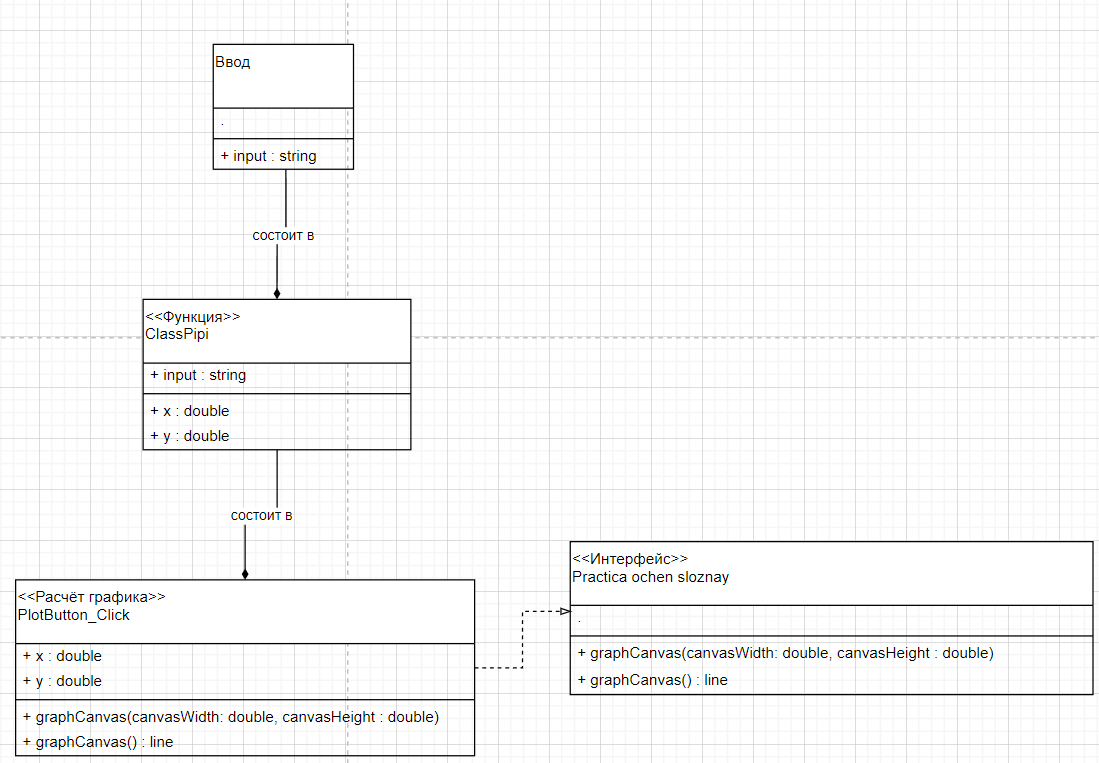 Ввод
.
+ input : string
состоит в
<<Функция>>
ClassPipi
+ input : string
+ x : double
+ y : double
состоит в
<<Расчёт графика>>
PlotButton_Click
+ x : double
+ y : double
+ graphCanvas(canvasWidth: double, canvasHeight : double)
+ graphCanvas() : line
<<Интерфейс>>
Practica ochen sloznay
.
+ graphCanvas(canvasWidth: double, canvasHeight : double)
+ graphCanvas() : line